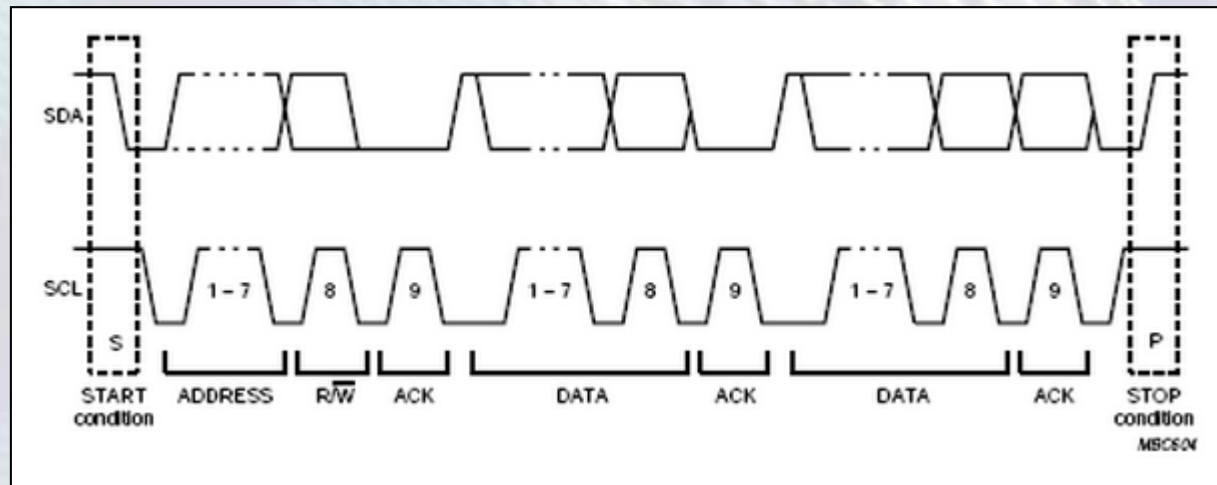 SDA
SCL
1 – 7 8 9 1 – 7 8 9 1 – 7 8 9
S P
START ADDRESS R/W̅ ACK DATA ACK DATA ACK STOP
condition condition
MBC604